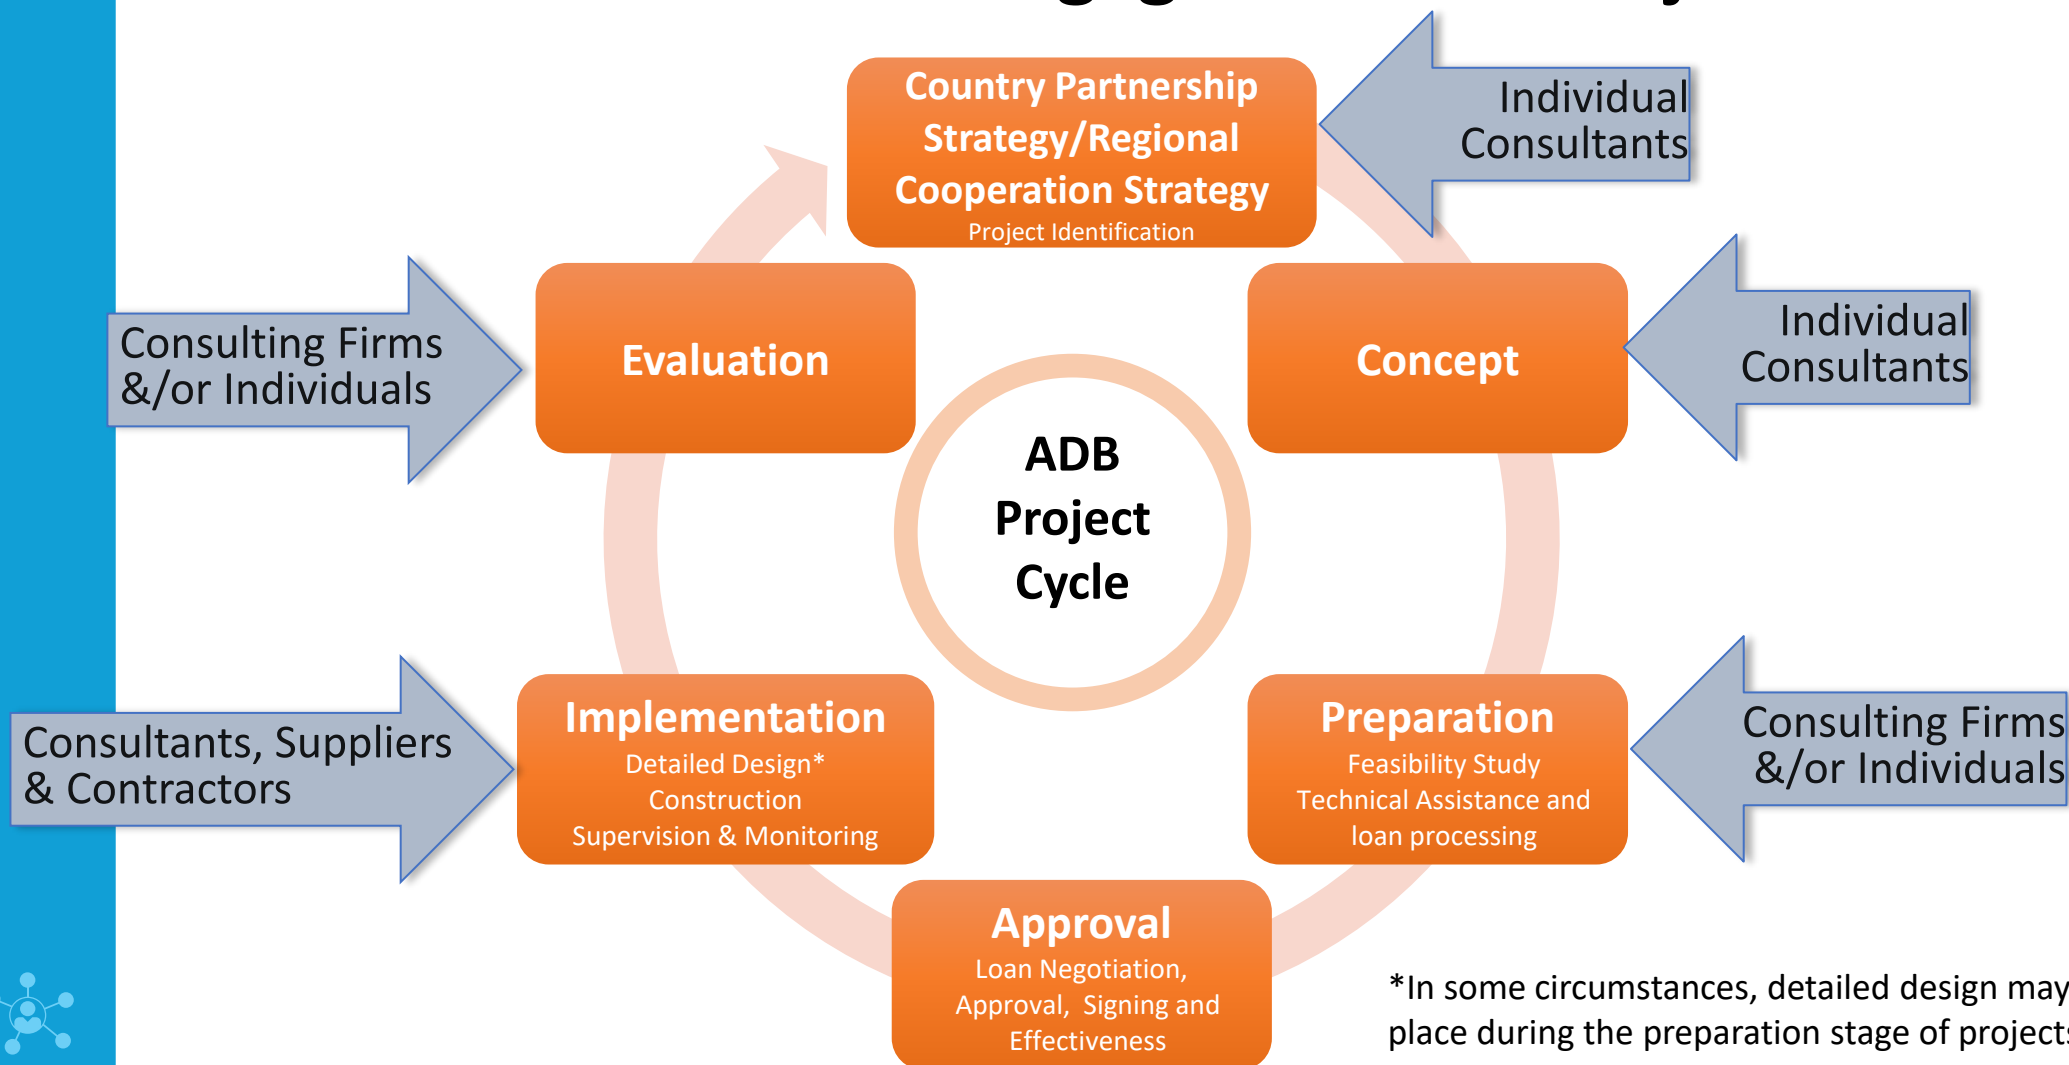 Country Partnership
Strategy/Regional
Cooperation Strategy
Project Identification
Individual
Consultants
Concept
Individual
Consultants
Preparation
Feasibility Study
Technical Assistance and
loan processing
Consulting Firms
&/or Individuals
Approval
Loan Negotiation,
Approval, Signing and
Effectiveness
Implementation
Detailed Design*
Construction
Supervision & Monitoring
Consultants, Suppliers
& Contractors
Evaluation
Consulting Firms
&/or Individuals
ADB
Project
Cycle
*In some circumstances, detailed design may
place during the preparation stage of projects